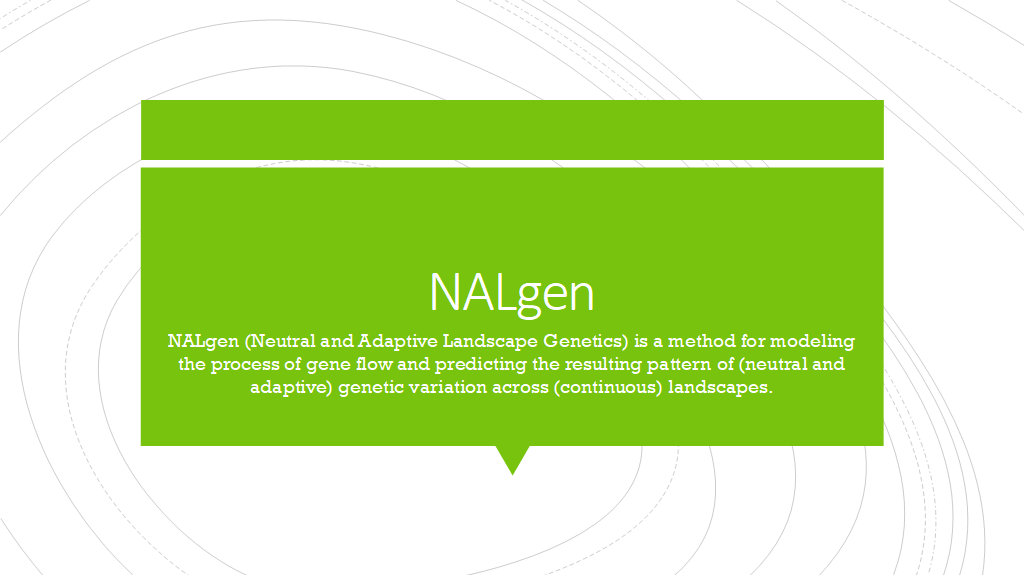 NALgen
NALgen (Neutral and Adaptive Landscape Genetics) is a method for modeling
the process of gene flow and predicting the resulting pattern of (neutral and
adaptive) genetic variation across (continuous) landscapes.